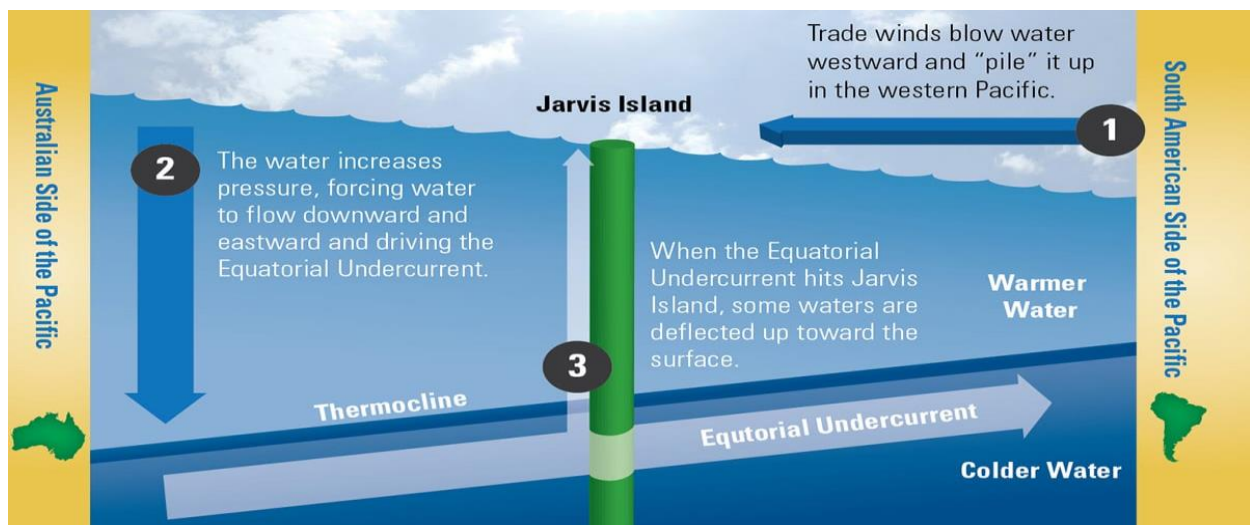 Australian Side of the Pacific
Jarvis Island
Trade winds blow water
westward and “pile” it up
in the western Pacific.
1
2
The water increases
pressure, forcing water
to flow downward and
eastward and driving the
Equatorial Undercurrent.
When the Equatorial
Undercurrent hits Jarvis
Island, some waters are
deflected up toward the
surface.
3
Warmer
Water
Thermocline
Equtorial Undercurrent
Colder Water
South American Side of the Pacific